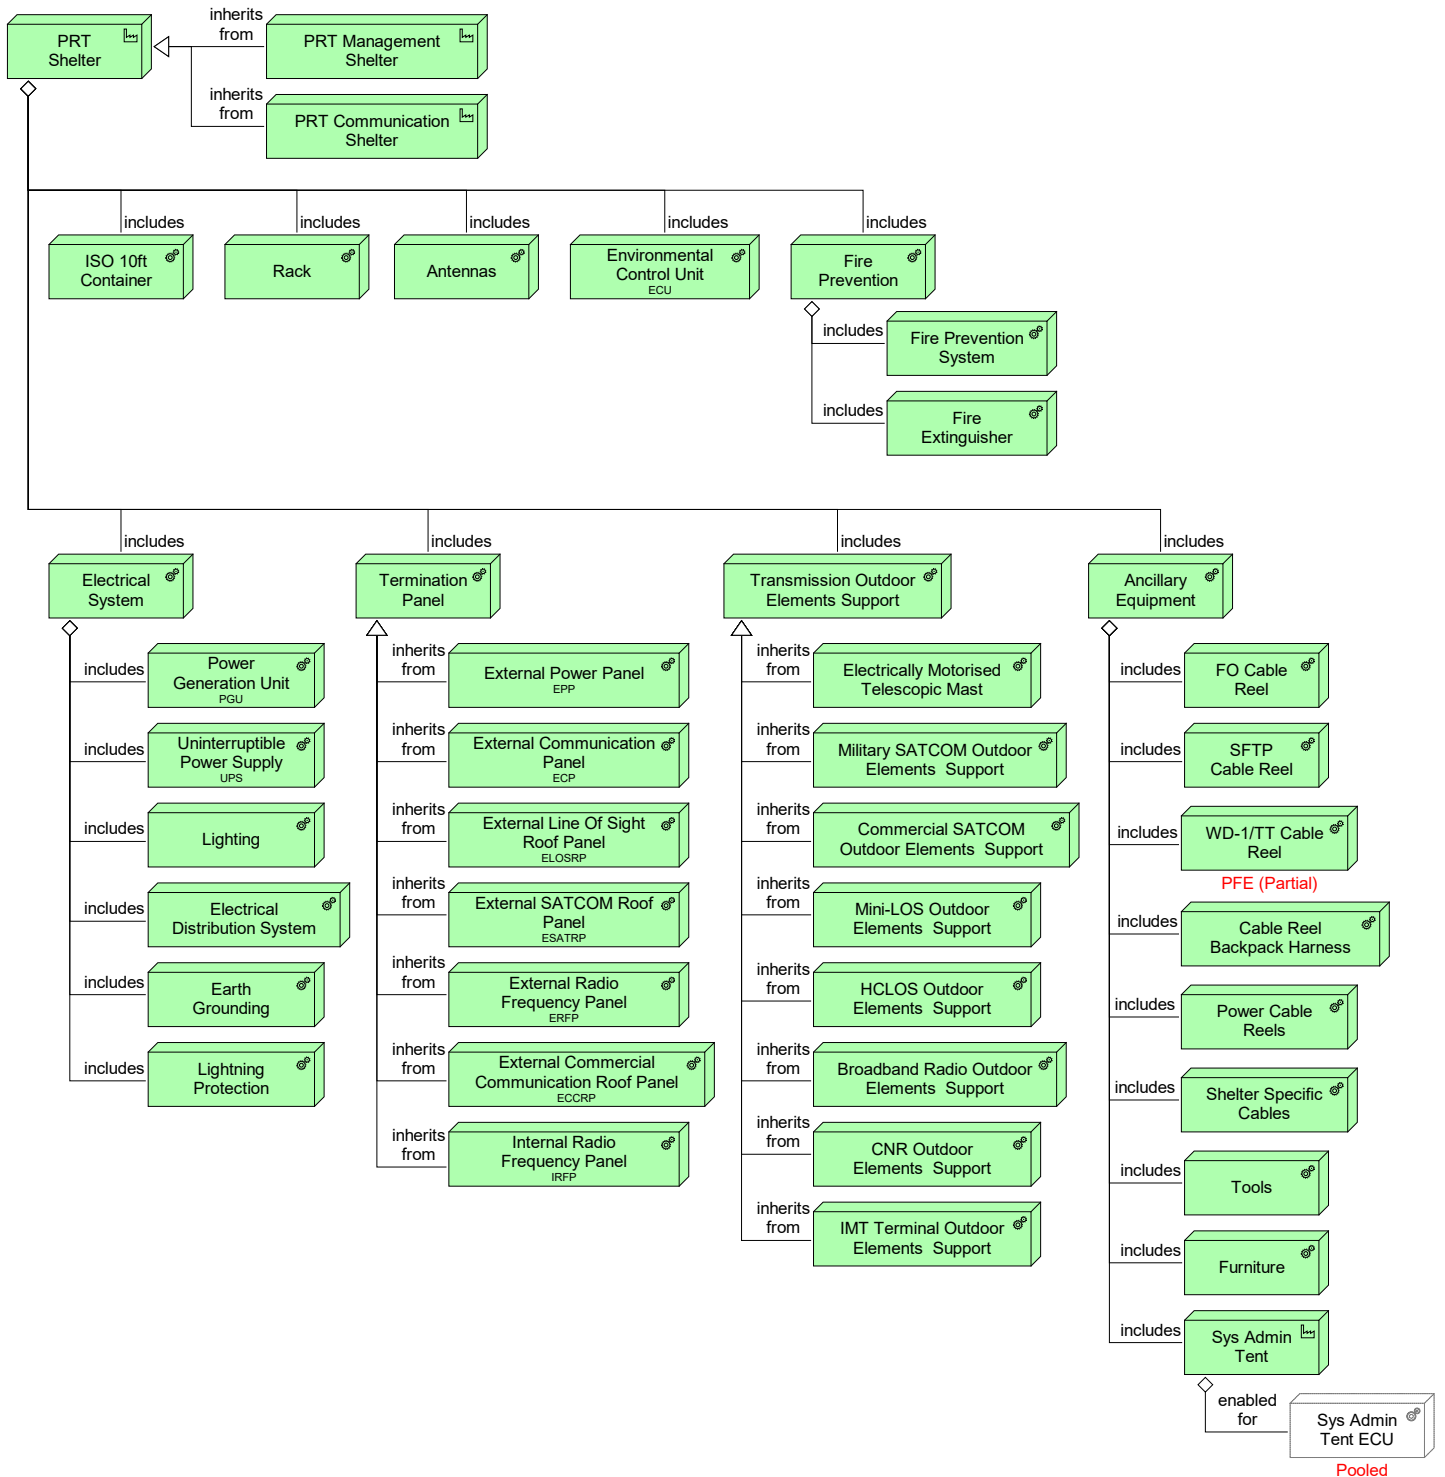 PRT
Shelter
inherits
from
PRT Management
Shelter
inherits
from
PRT Communication
Shelter
includes
ISO 10ft
Container
includes
Rack
includes
Antennas
includes
Environmental
Control Unit
ECU
includes
Fire
Prevention
includes
Fire Prevention
System
includes
Fire
Extinguisher
includes
Electrical
System
includes
Power
Generation Unit
PGU
includes
Uninterruptible
Power Supply
UPS
includes
Lighting
includes
Electrical
Distribution System
includes
Earth
Grounding
includes
Lightning
Protection
includes
Termination
Panel
inherits
from
External Power Panel
EPP
inherits
from
External Communication
Panel
ECP
inherits
from
External Line Of Sight
Roof Panel
ELOSRP
inherits
from
External SATCOM Roof
Panel
ESATRP
inherits
from
External Radio
Frequency Panel
ERFP
inherits
from
External Commercial
Communication Roof Panel
ECCRP
inherits
from
Internal Radio
Frequency Panel
IRFP
includes
Transmission Outdoor
Elements Support
inherits
from
Electrically Motorised
Telescopic Mast
inherits
from
Military SATCOM Outdoor
Elements Support
inherits
from
Commercial SATCOM
Outdoor Elements Support
inherits
from
Mini-LOS Outdoor
Elements Support
inherits
from
HCLOS Outdoor
Elements Support
inherits
from
Broadband Radio Outdoor
Elements Support
inherits
from
CNR Outdoor
Elements Support
inherits
from
IMT Terminal Outdoor
Elements Support
includes
Ancillary
Equipment
includes
FO Cable
Reel
includes
SFTP
Cable Reel
includes
WD-1/TT Cable
Reel
PFE (Partial)
includes
Cable Reel
Backpack Harness
includes
Power Cable
Reels
includes
Shelter Specific
Cables
includes
Tools
includes
Furniture
includes
Sys Admin
Tent
enabled
for
Sys Admin
Tent ECU
Pooled